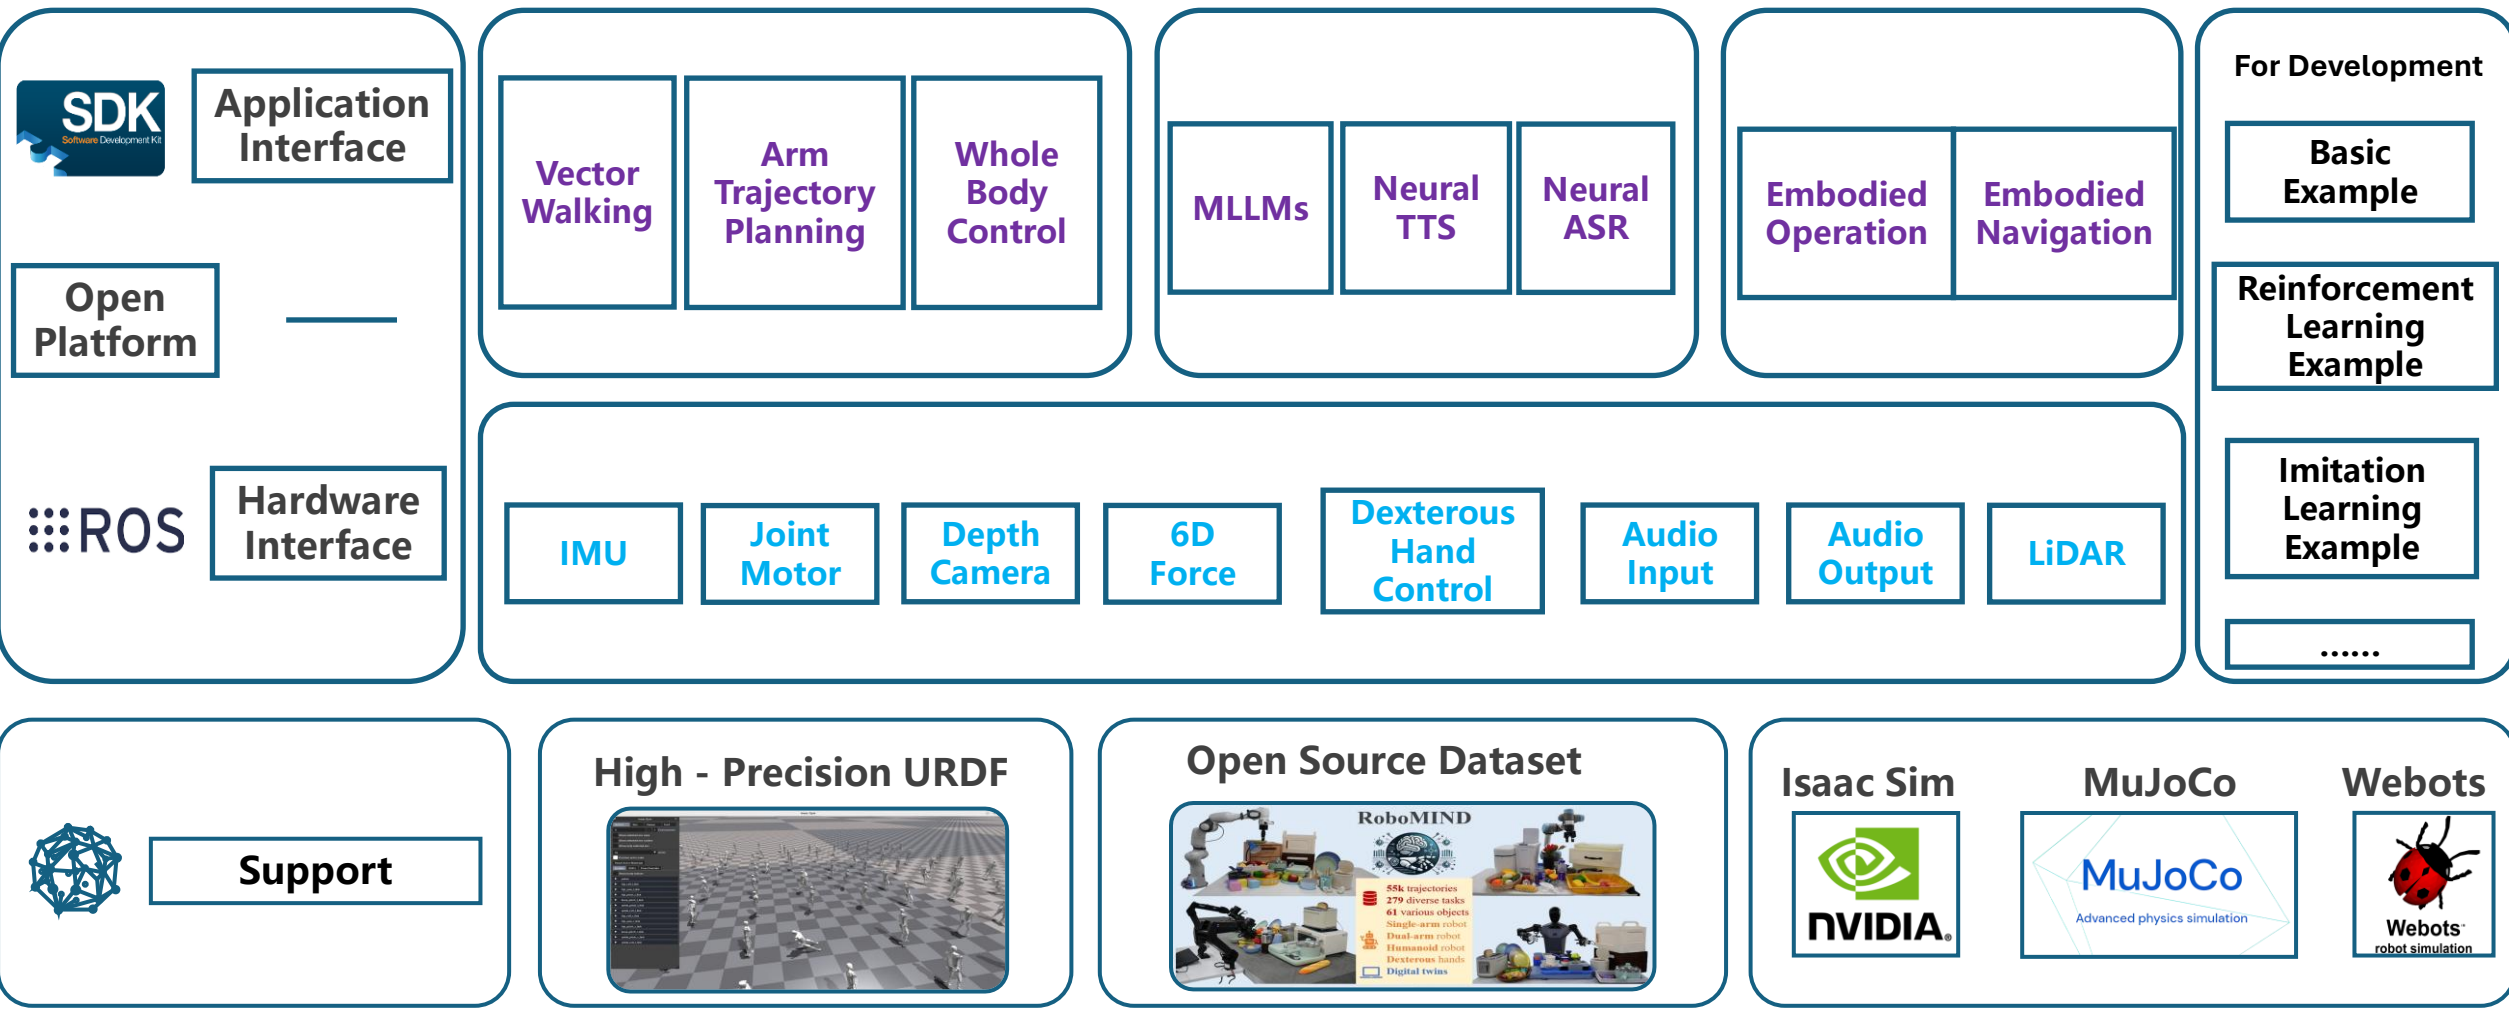 SDK
Software Development Kit
Application
Interface
Open
Platform
ROS
Hardware
Interface
Vector
Walking
Arm
Trajectory
Planning
Whole
Body
Control
MLLMs
Neural
TTS
Neural
ASR
Embodied
Operation
Embodied
Navigation
IMU
Joint
Motor
Depth
Camera
6D
Force
Dexterous
Hand
Control
Audio
Input
Audio
Output
LiDAR
For Development
Basic
Example
Reinforcement
Learning
Example
Imitation
Learning
Example
......
Support
High - Precision URDF
Open Source Dataset
RoboMIND
55k trajectories
279 diverse tasks
61 various objects
Single-arm robot
Dual-arm robot
Humanoid robot
Dexterous hands
Digital twins
Isaac Sim
NVIDIA
MuJoCo
MuJoCo
Advanced physics simulation
Webots
Webots
robot simulation